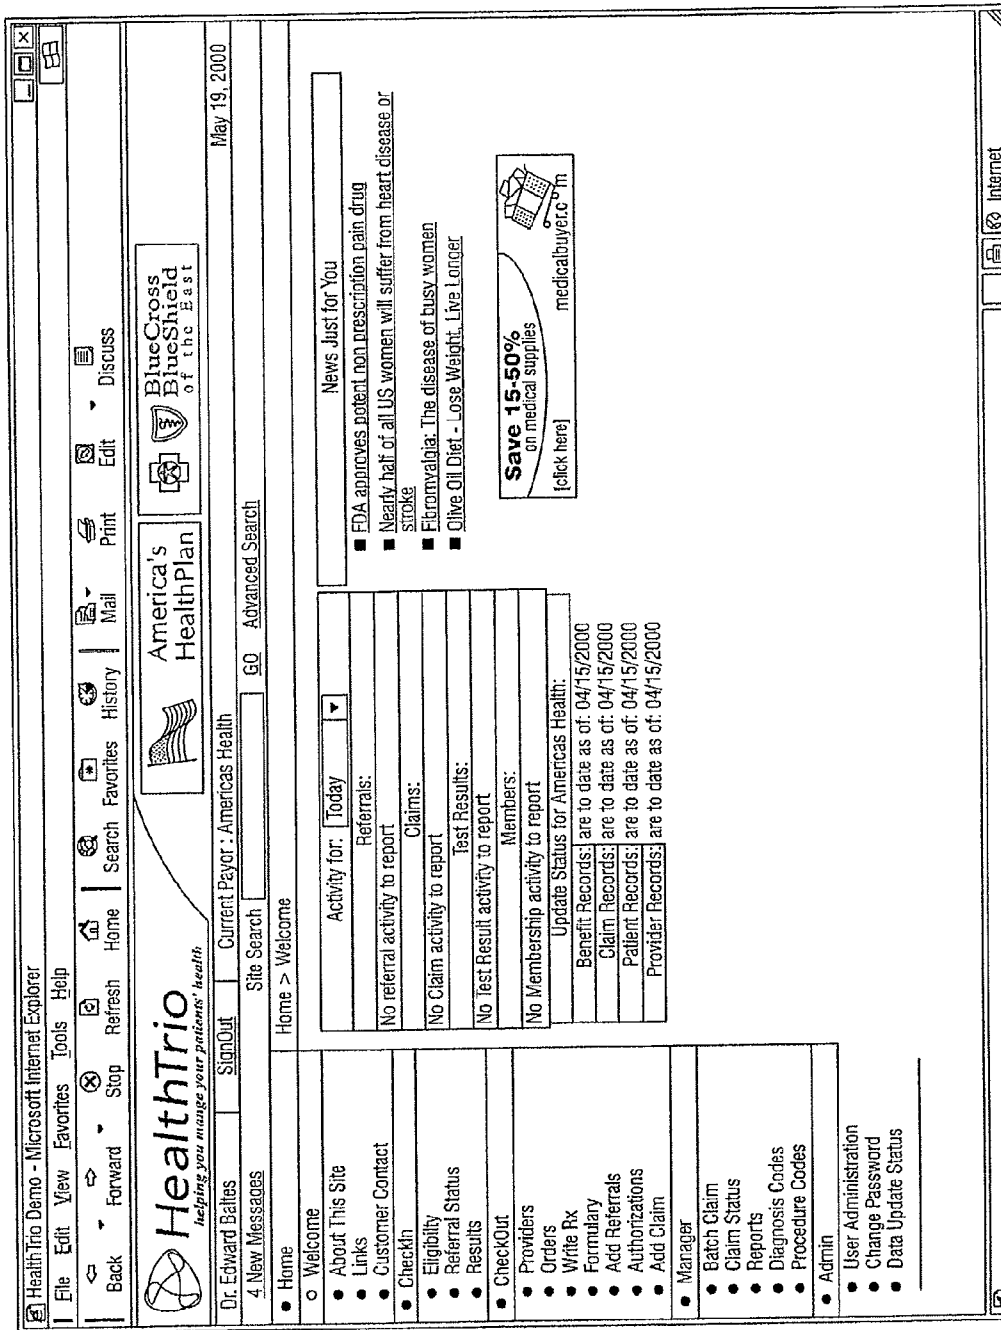 HealthTrio Demo - Microsoft Internet Explorer
File Edit View Favorites Tools Help
Back Forward Stop Refresh Home Search Favorites History Mail Print Edit Discuss
HealthTrio
helping you mange your patients' health
America's
HealthPlan
BlueCross
BlueShield
of the East
Dr. Edward Baltes SignOut Current Payor : Americas Health May 19, 2000
4 New Messages Site Search GO Advanced Search
Home > Welcome
Home
Welcome
About This Site
Links
Customer Contact
CheckIn
Eligibilty
Referral Status
Results
CheckOut
Providers
Orders
Write Rx
Formulary
Add Referrals
Authorizations
Add Claim
Manager
Batch Claim
Claim Status
Reports
Diagnosis Codes
Procedure Codes
Admin
User Administration
Change Password
Data Update Status
Activity for: Today
Referrals:
No referral activity to report
Claims:
No Claim activity to report
Test Results:
No Test Result activity to report
Members:
No Membership activity to report
Update Status for Americas Health:
Benefit Records: are to date as of: 04/15/2000
Claim Records: are to date as of: 04/15/2000
Patient Records: are to date as of: 04/15/2000
Provider Records: are to date as of: 04/15/2000
News Just for You
FDA approves potent non prescription pain drug
Nearly half of all US women will suffer from heart disease or
stroke
Fibromyalgia: The disease of busy women
Olive Oil Diet - Lose Weight, Live Longer
Save 15-50%
on medical supplies
[click here] medicalbuyer.c m
Internet